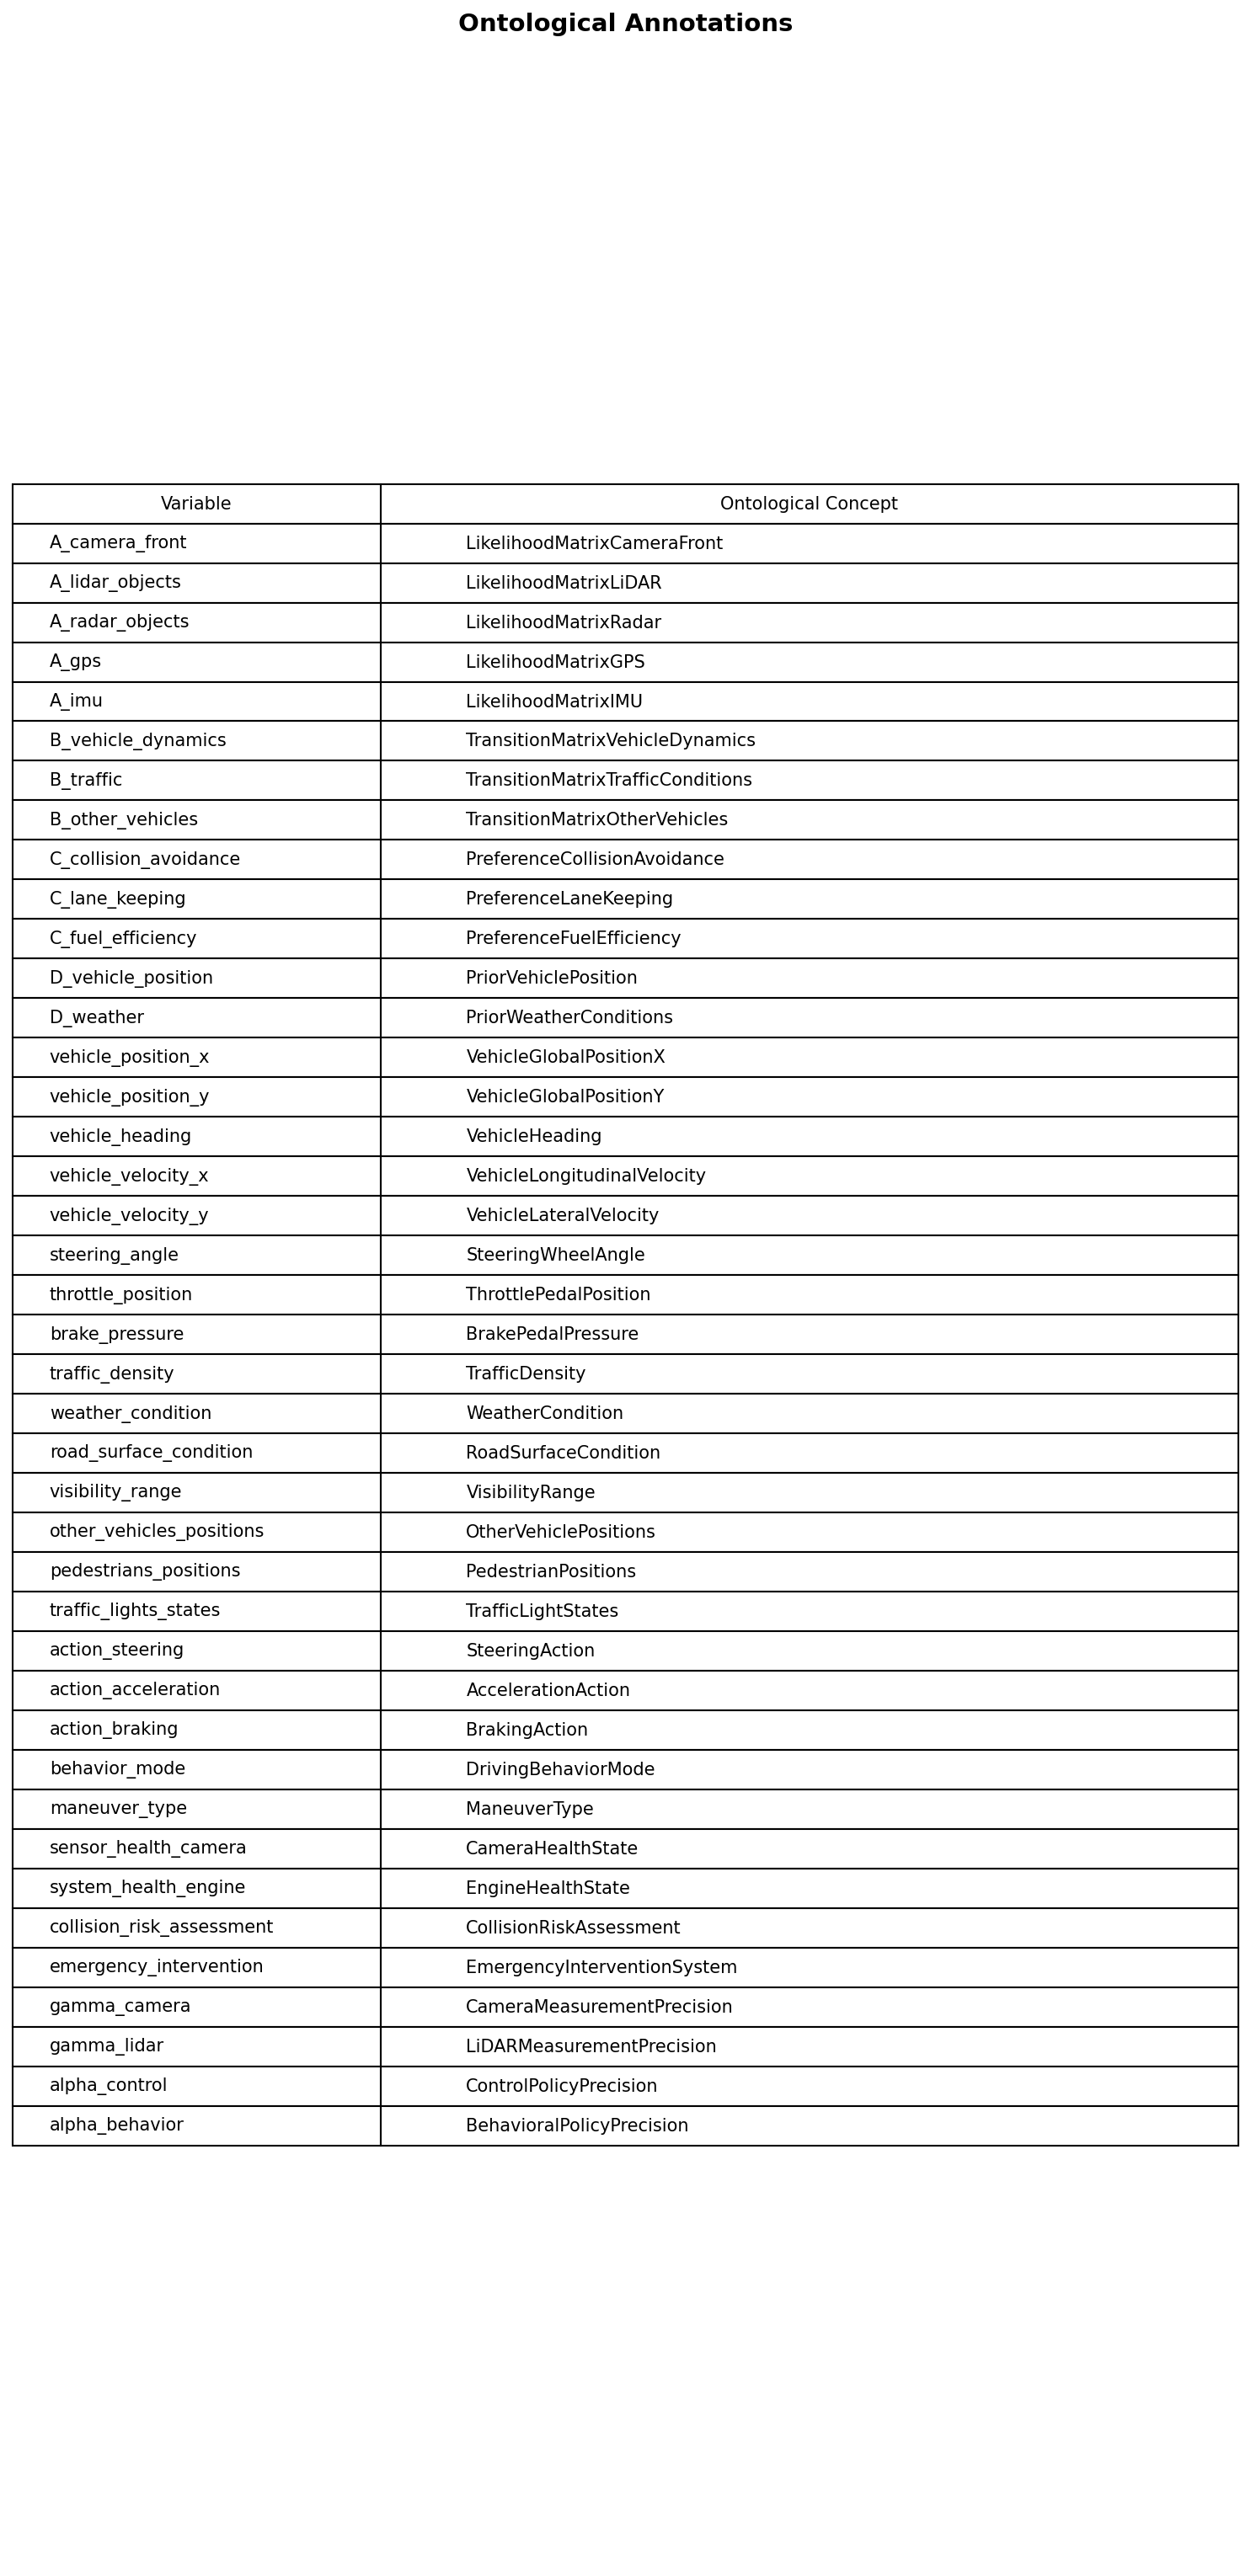 Ontological Annotations
Variable Ontological Concept
A_camera_front LikelihoodMatrixCameraFront
A_lidar_objects LikelihoodMatrixLiDAR
A_radar_objects LikelihoodMatrixRadar
A_gps LikelihoodMatrixGPS
A_imu LikelihoodMatrixIMU
B_vehicle_dynamics TransitionMatrixVehicleDynamics
B_traffic TransitionMatrixTrafficConditions
B_other_vehicles TransitionMatrixOtherVehicles
C_collision_avoidance PreferenceCollisionAvoidance
C_lane_keeping PreferenceLaneKeeping
C_fuel_efficiency PreferenceFuelEfficiency
D_vehicle_position PriorVehiclePosition
D_weather PriorWeatherConditions
vehicle_position_x VehicleGlobalPositionX
vehicle_position_y VehicleGlobalPositionY
vehicle_heading VehicleHeading
vehicle_velocity_x VehicleLongitudinalVelocity
vehicle_velocity_y VehicleLateralVelocity
steering_angle SteeringWheelAngle
throttle_position ThrottlePedalPosition
brake_pressure BrakePedalPressure
traffic_density TrafficDensity
weather_condition WeatherCondition
road_surface_condition RoadSurfaceCondition
visibility_range VisibilityRange
other_vehicles_positions OtherVehiclePositions
pedestrians_positions PedestrianPositions
traffic_lights_states TrafficLightStates
action_steering SteeringAction
action_acceleration AccelerationAction
action_braking BrakingAction
behavior_mode DrivingBehaviorMode
maneuver_type ManeuverType
sensor_health_camera CameraHealthState
system_health_engine EngineHealthState
collision_risk_assessment CollisionRiskAssessment
emergency_intervention EmergencyInterventionSystem
gamma_camera CameraMeasurementPrecision
gamma_lidar LiDARMeasurementPrecision
alpha_control ControlPolicyPrecision
alpha_behavior BehavioralPolicyPrecision